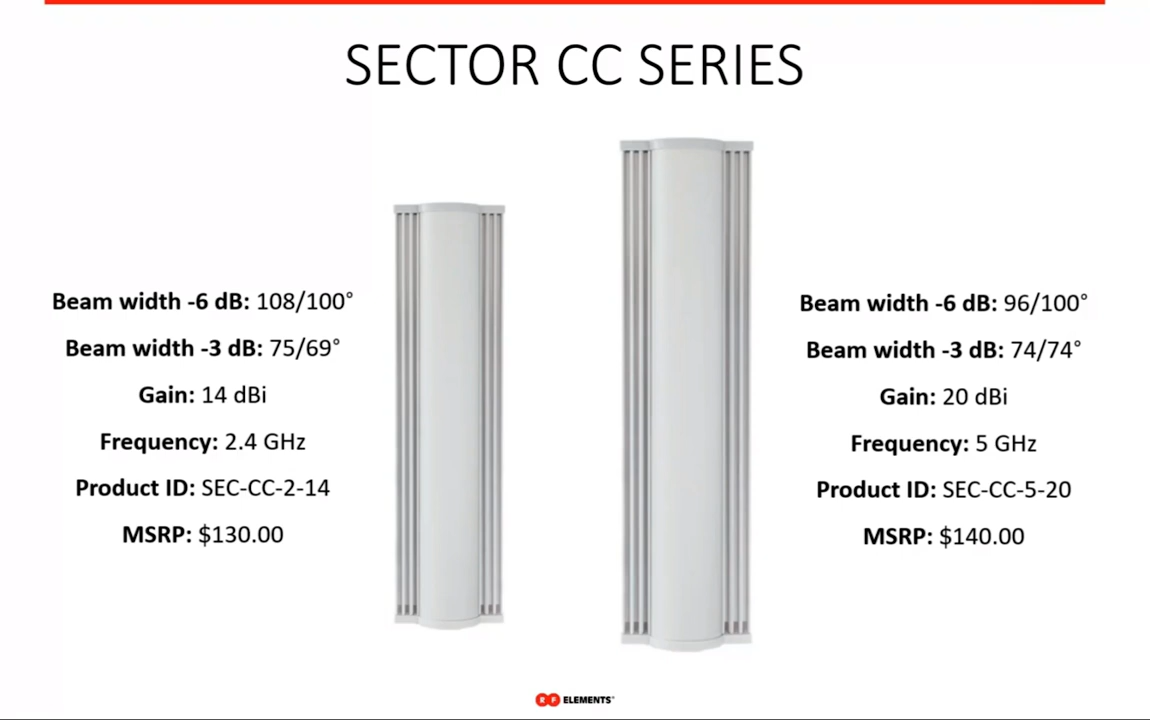 SECTOR CC SERIES
Beam width -6 dB: 108/100°
Beam width -3 dB: 75/69°
Gain: 14 dBi
Frequency: 2.4 GHz
Product ID: SEC-CC-2-14
MSRP: $130.00
Beam width -6 dB: 96/100°
Beam width -3 dB: 74/74°
Gain: 20 dBi
Frequency: 5 GHz
Product ID: SEC-CC-5-20
MSRP: $140.00
RF ELEMENTS™